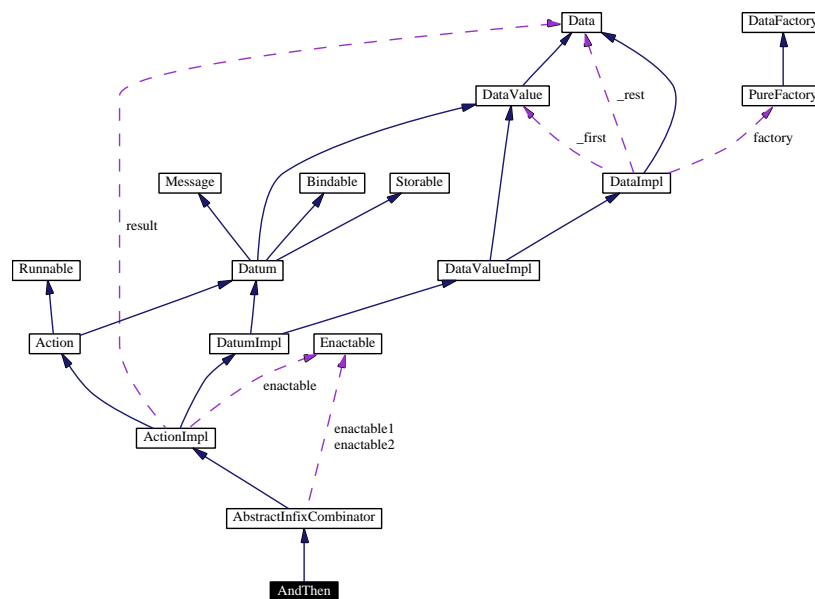 Data
DataFactory
DataValue
PureFactory
_rest
_first
factory
Message
Bindable
Storable
DataImpl
result
Runnable
Datum
DataValueImpl
Action
DatumImpl
Enactable
enactable
ActionImpl
enactable1
enactable2
AbstractInfixCombinator
AndThen